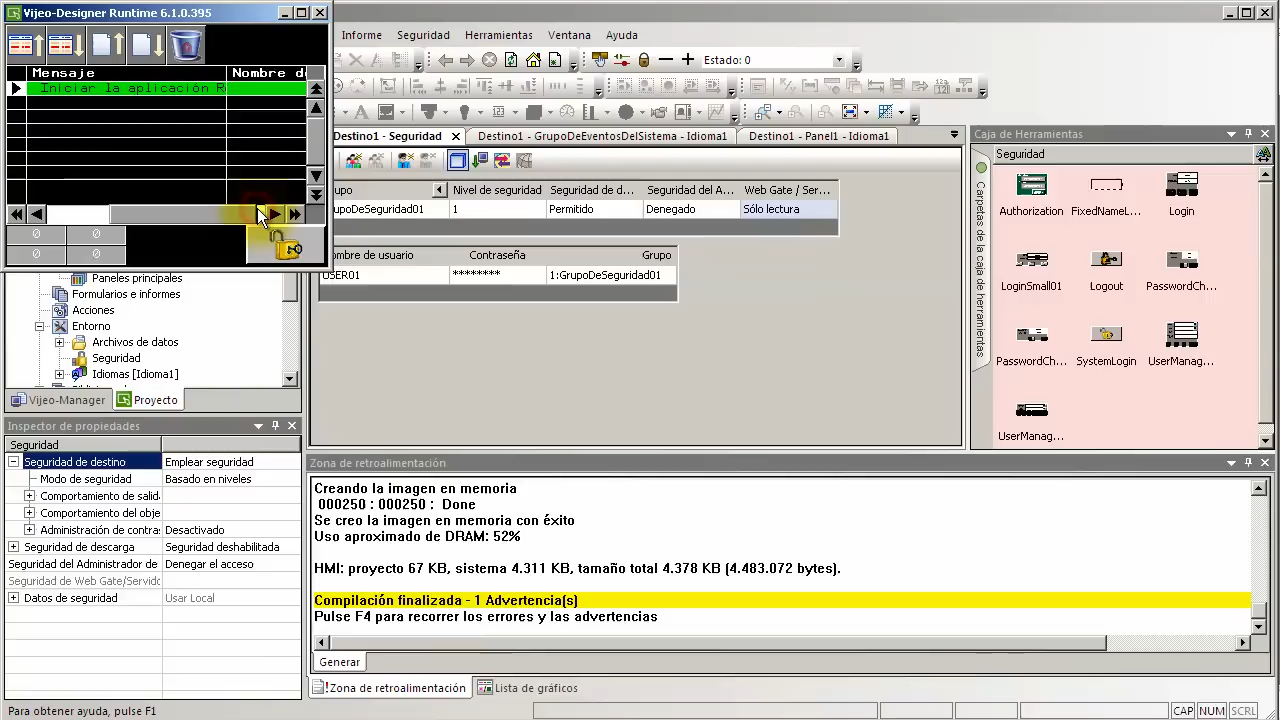 Vijeo-Designer Runtime 6.1.0.395
Informe Seguridad Herramientas Ventana Ayuda
Estado: 0
Mensaje Nombre d
Iniciar la aplicación R
0 0
0 0
Destino1 - Seguridad Destino1 - GrupoDeEventosDelSistema - Idioma1 Destino1 - Panel1 - Idioma1
upo Nivel de seguridad Seguridad de d... Seguridad del A... Web Gate / Ser...
upoDeSeguridad01 1 Permitido Denegado Sólo lectura
ombre de usuario Contraseña Grupo
USER01 ******** 1:GrupoDeSeguridad01
Caja de Herramientas
Seguridad
Carpetas de la caja de herramientas
Authorization FixedNameL... Login
LoginSmall01 Logout PasswordCh...
PasswordCh... SystemLogin UserManag...
UserManag...
Paneles principales
Formularios e informes
Acciones
Entorno
Archivos de datos
Seguridad
Idiomas [Idioma1]
Vijeo-Manager Proyecto
Inspector de propiedades
Seguridad
Seguridad de destino Emplear seguridad
Modo de seguridad Basado en niveles
Comportamiento de salid
Comportamiento del obje
Administración de contra: Desactivado
Seguridad de descarga Seguridad deshabilitada
Seguridad del Administrador de Denegar el acceso
Seguridad de Web Gate/Servido
Datos de seguridad Usar Local
Zona de retroalimentación
Creando la imagen en memoria
000250 : 000250 : Done
Se creo la imagen en memoria con éxito
Uso aproximado de DRAM: 52%
HMI: proyecto 67 KB, sistema 4.311 KB, tamaño total 4.378 KB (4.483.072 bytes).
Compilación finalizada - 1 Advertencia(s)
Pulse F4 para recorrer los errores y las advertencias
Generar
Zona de retroalimentación Lista de gráficos
Para obtener ayuda, pulse F1
CAP NUM SCRL